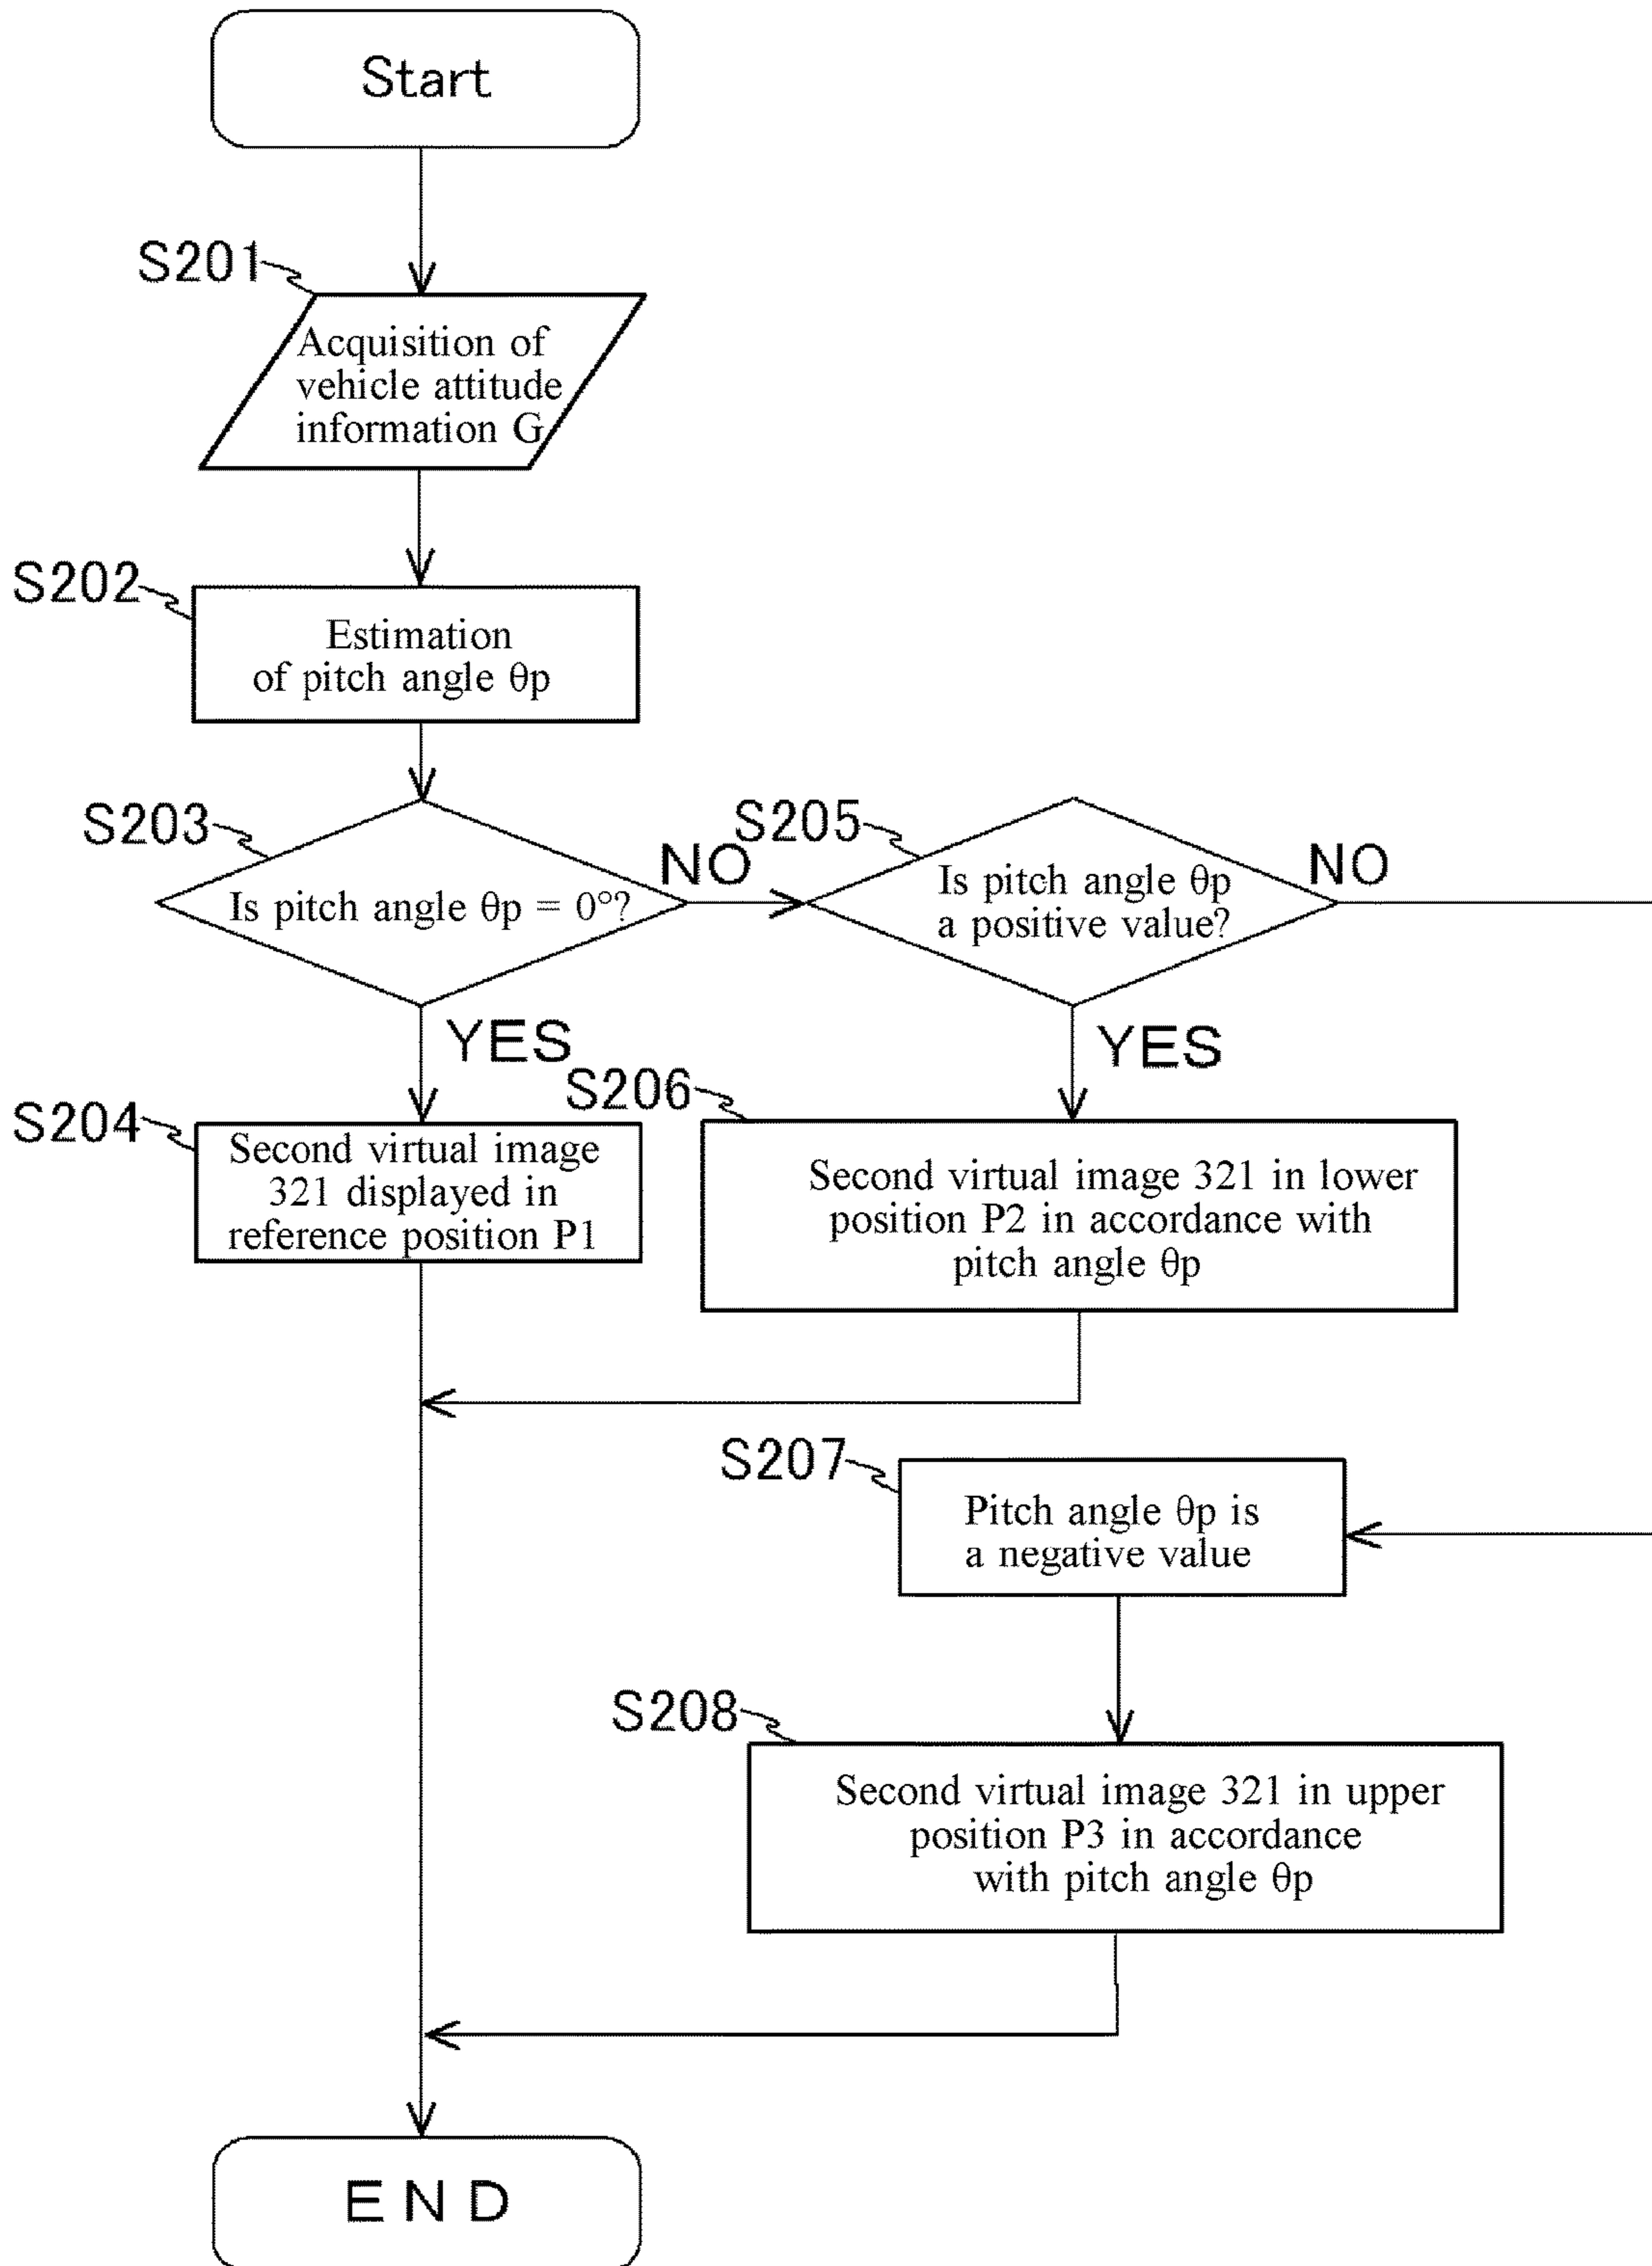 Start
S201
Acquisition of
vehicle attitude
information G
S202
Estimation
of pitch angle θp
S203
Is pitch angle θp = 0°?
NO
YES
S205
Is pitch angle θp
a positive value?
NO
YES
S204
Second virtual image
321 displayed in
reference position P1
S206
Second virtual image 321 in lower
position P2 in accordance with
pitch angle θp
S207
Pitch angle θp is
a negative value
S208
Second virtual image 321 in upper
position P3 in accordance
with pitch angle θp
END